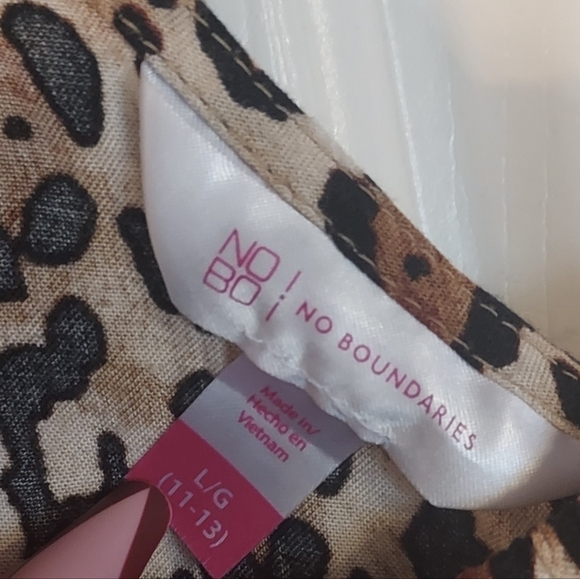 NO
BO
NO BOUNDARIES
Made in/
Hecho en
Vietnam
L/G
(11-13)